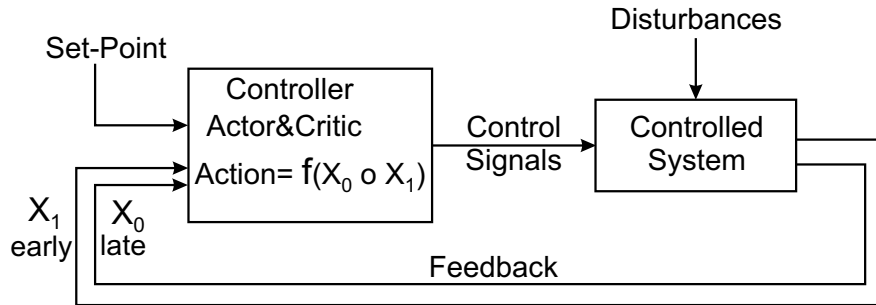 Disturbances
Set-Point
Controller
Actor&Critic
Action= f(X₀ o X₁)
Control
Signals
Controlled
System
X₁
early
X₀
late
Feedback